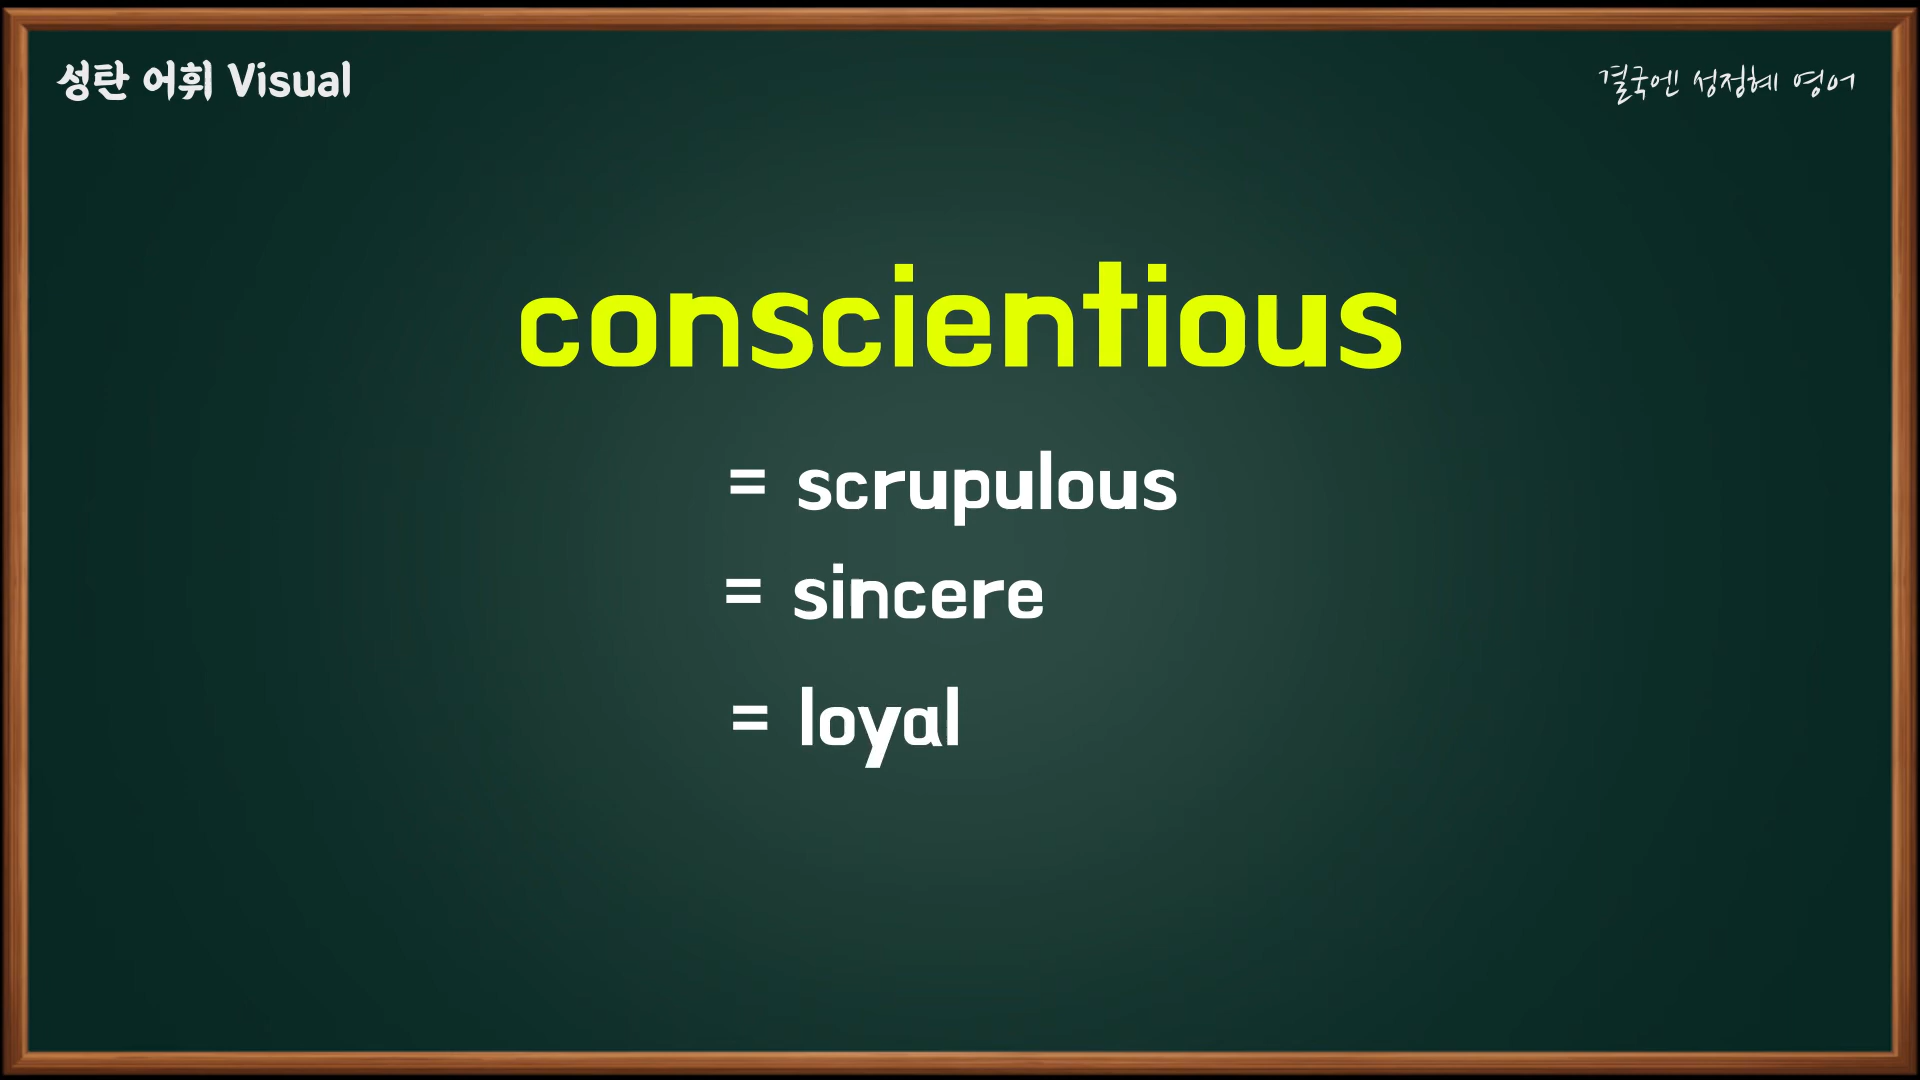 성탄 어휘 Visual
결국엔 성정혜 영어
conscientious
= scrupulous
= sincere
= loyal